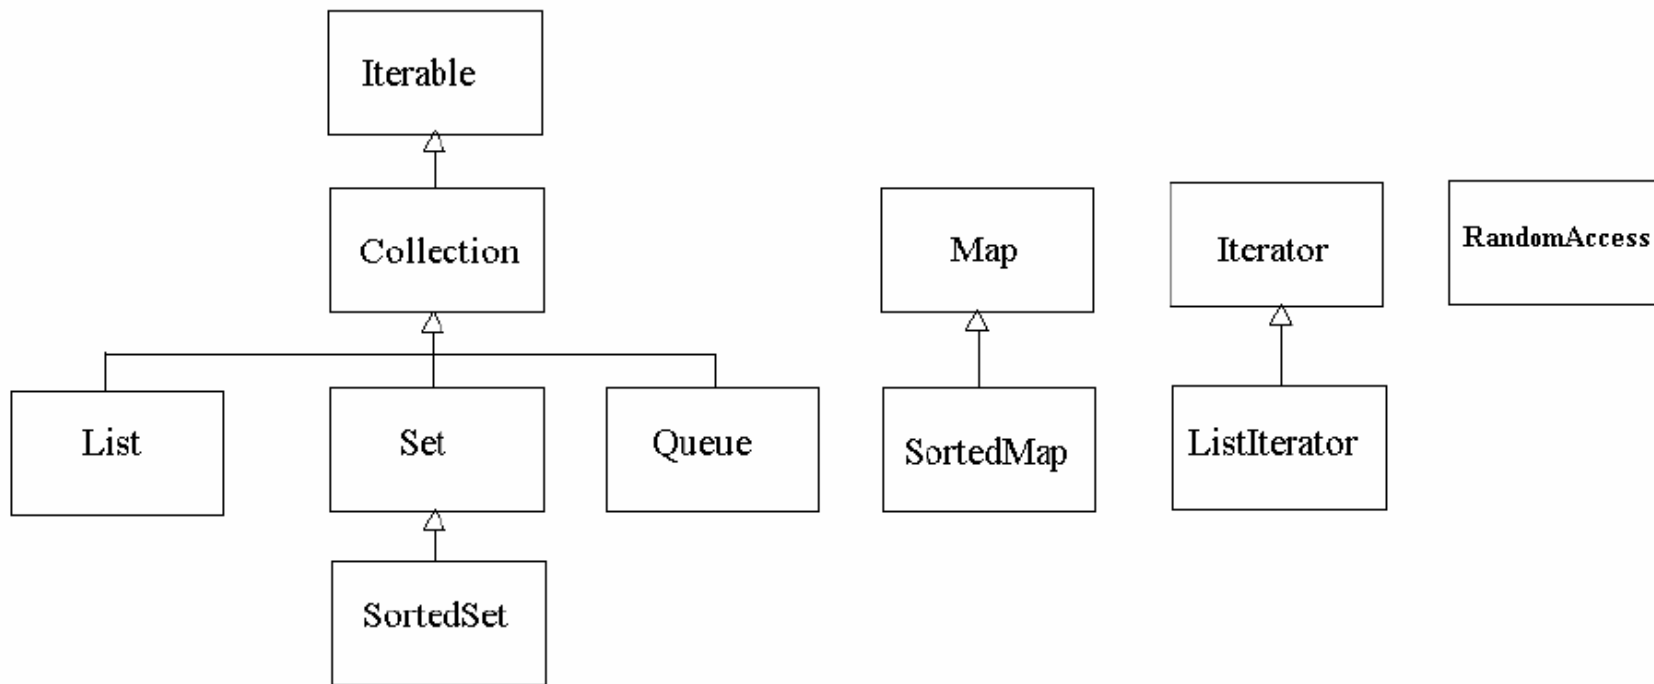 Iterable
Collection
Map
Iterator
RandomAccess
List
Set
Queue
SortedMap
ListIterator
SortedSet